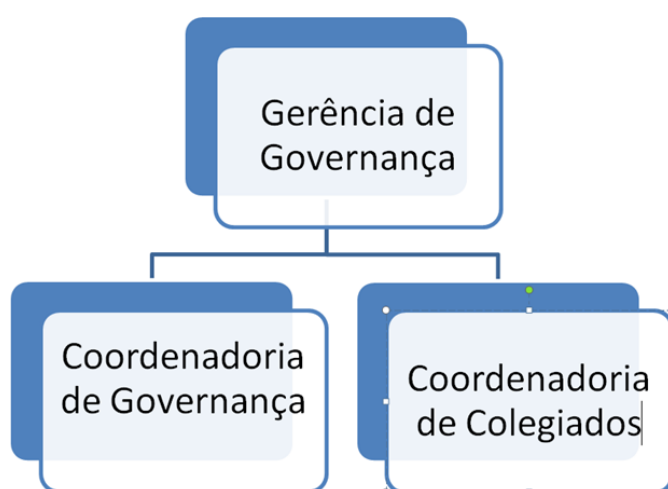 Gerência de
Governança
Coordenadoria
de Governança
Coordenadoria
de Colegiados